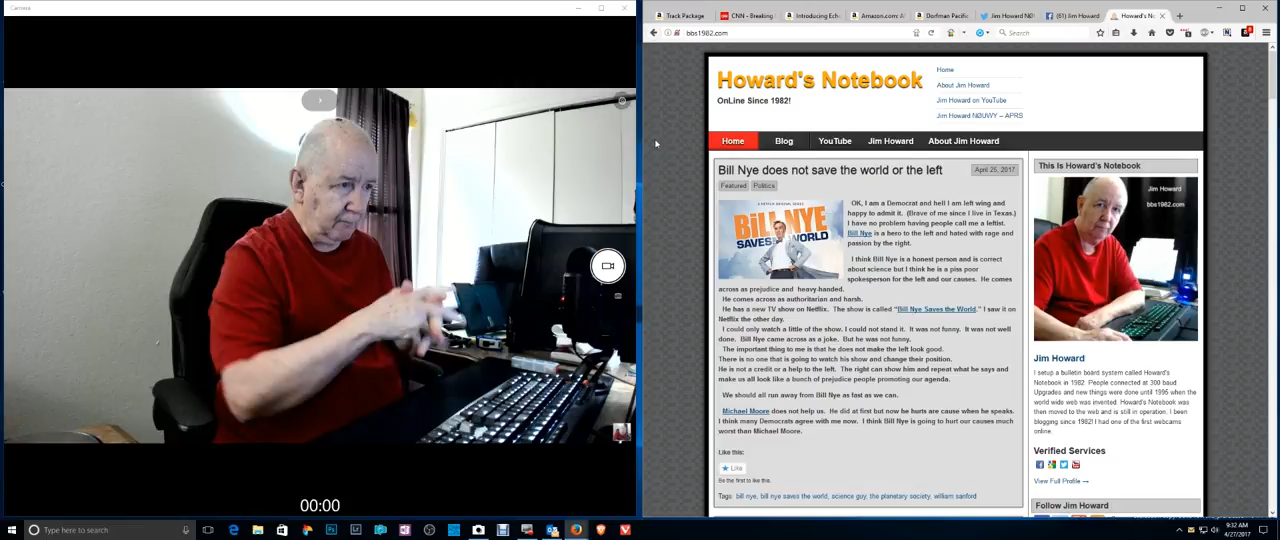 Camera
Track Package
CNN - Breaking
Introducing Ech
Amazon.com: A
Dorfman Pacific
Jim Howard NØU
(61) Jim Howard
Howard's No
bbs1982.com
Search
Howard's Notebook
OnLine Since 1982!
Home
About Jim Howard
Jim Howard on YouTube
Jim Howard NØUWY – APRS
Home
Blog
YouTube
Jim Howard
About Jim Howard
Bill Nye does not save the world or the left
April 25, 2017
Featured
Politics
A NETFLIX ORIGINAL SERIES
BILL NYE
SAVES THE WORLD
OK, I am a Democrat and hell I am left wing and
happy to admit it. (Brave of me since I live in Texas.)
I have no problem having people call me a leftist.
Bill Nye is a hero to the left and hated with rage and
passion by the right.
I think Bill Nye is a honest person and is correct
about science but I think he is a piss poor
spokesperson for the left and our causes. He comes
across as prejudice and heavy-handed.
He comes across as authoritarian and harsh.
He has a new TV show on Netflix. The show is called "Bill Nye Saves the World." I saw it on
Netflix the other day.
I could only watch a little of the show. I could not stand it. It was not funny. It was not well
done. Bill Nye came across as a joke. But he was not funny.
The important thing to me is that he does not make the left look good.
There is no one that is going to watch his show and change their position.
He is not a credit or a help to the left. The right can show him and repeat what he says and
make us all look like a bunch of prejudice people promoting our agenda.
We should all run away from Bill Nye as fast as we can.
Michael Moore does not help us. He did at first but now he hurts are cause when he speaks.
I think many Democrats agree with me now. I think Bill Nye is going to hurt our causes much
worst than Michael Moore.
Like this:
Like
Be the first to like this.
Tags: bill nye, bill nye saves the world, science guy, the planetary society, william sanford
This Is Howard's Notebook
Jim Howard
bbs1982.com
Jim Howard
I setup a bulletin board system called Howard's
Notebook in 1982. People connected at 300 baud
Upgrades and new things were done until 1995 when the
world wide web was invented. Howard's Notebook was
then moved to the web and is still in operation. I been
blogging since 1982! I had one of the first webcams
online.
Verified Services
View Full Profile →
Follow Jim Howard
00:00
Type here to search
9:32 AM
4/27/2017